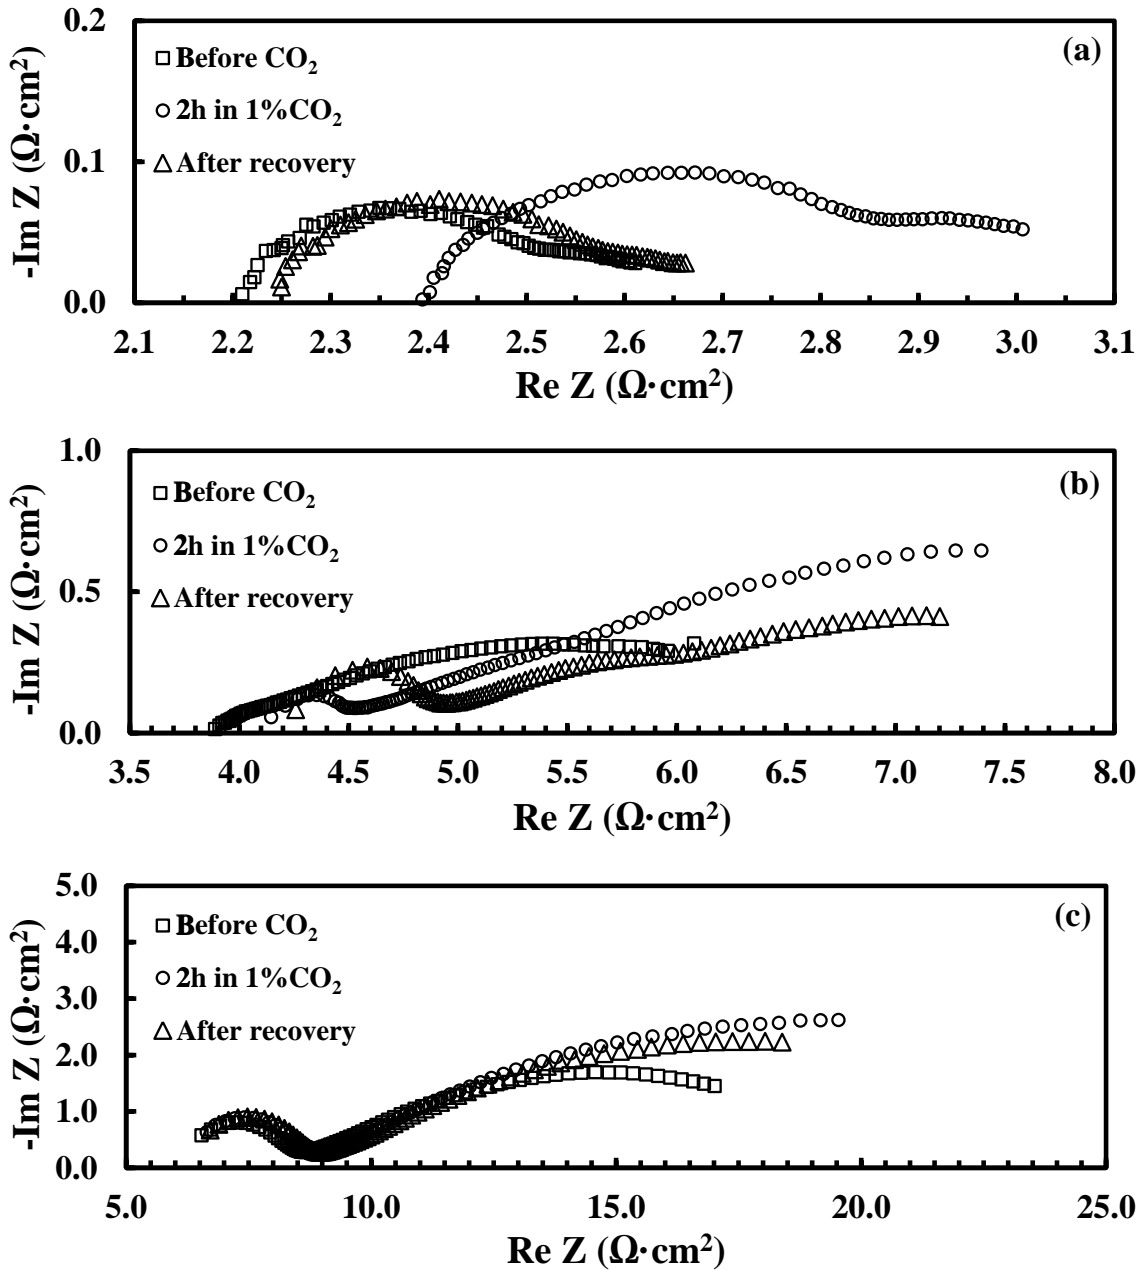 0.2
0.1
0.0
-Im Z (Ω·cm²)
(a)
Before CO₂
2h in 1%CO₂
After recovery
2.1 2.2 2.3 2.4 2.5 2.6 2.7 2.8 2.9 3.0 3.1
Re Z (Ω·cm²)
1.0
0.5
0.0
-Im Z (Ω·cm²)
(b)
Before CO₂
2h in 1%CO₂
After recovery
3.5 4.0 4.5 5.0 5.5 6.0 6.5 7.0 7.5 8.0
Re Z (Ω·cm²)
5.0
4.0
3.0
2.0
1.0
0.0
-Im Z (Ω·cm²)
(c)
Before CO₂
2h in 1%CO₂
After recovery
5.0 10.0 15.0 20.0 25.0
Re Z (Ω·cm²)